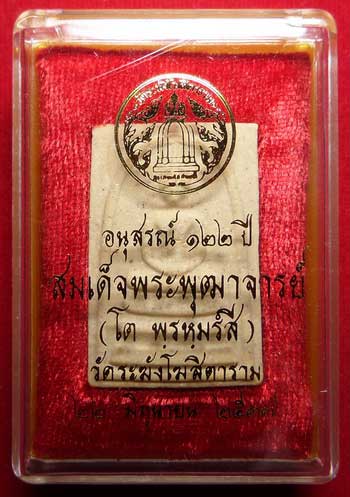 อนุสรณ์ ๑๒๒ ปี
สมเด็จพระพุฒาจารย์
(โต พรหมรังสี)
วัดระฆังโฆสิตาราม
๒๒ มิถุนายน ๒๕๓๗